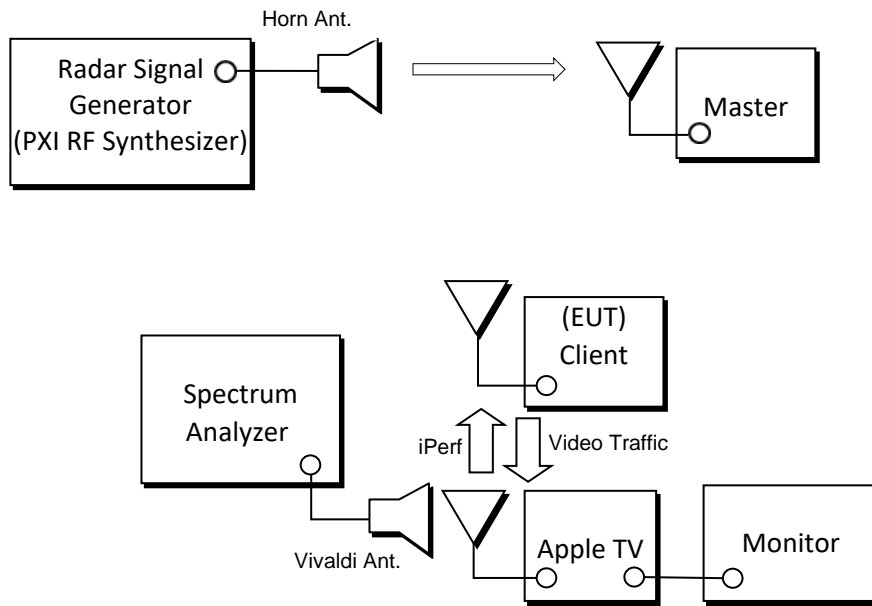 Horn Ant.
Radar Signal
Generator
(PXI RF Synthesizer)
Master
(EUT)
Client
Spectrum
Analyzer
iPerf
Video Traffic
Vivaldi Ant.
Apple TV
Monitor